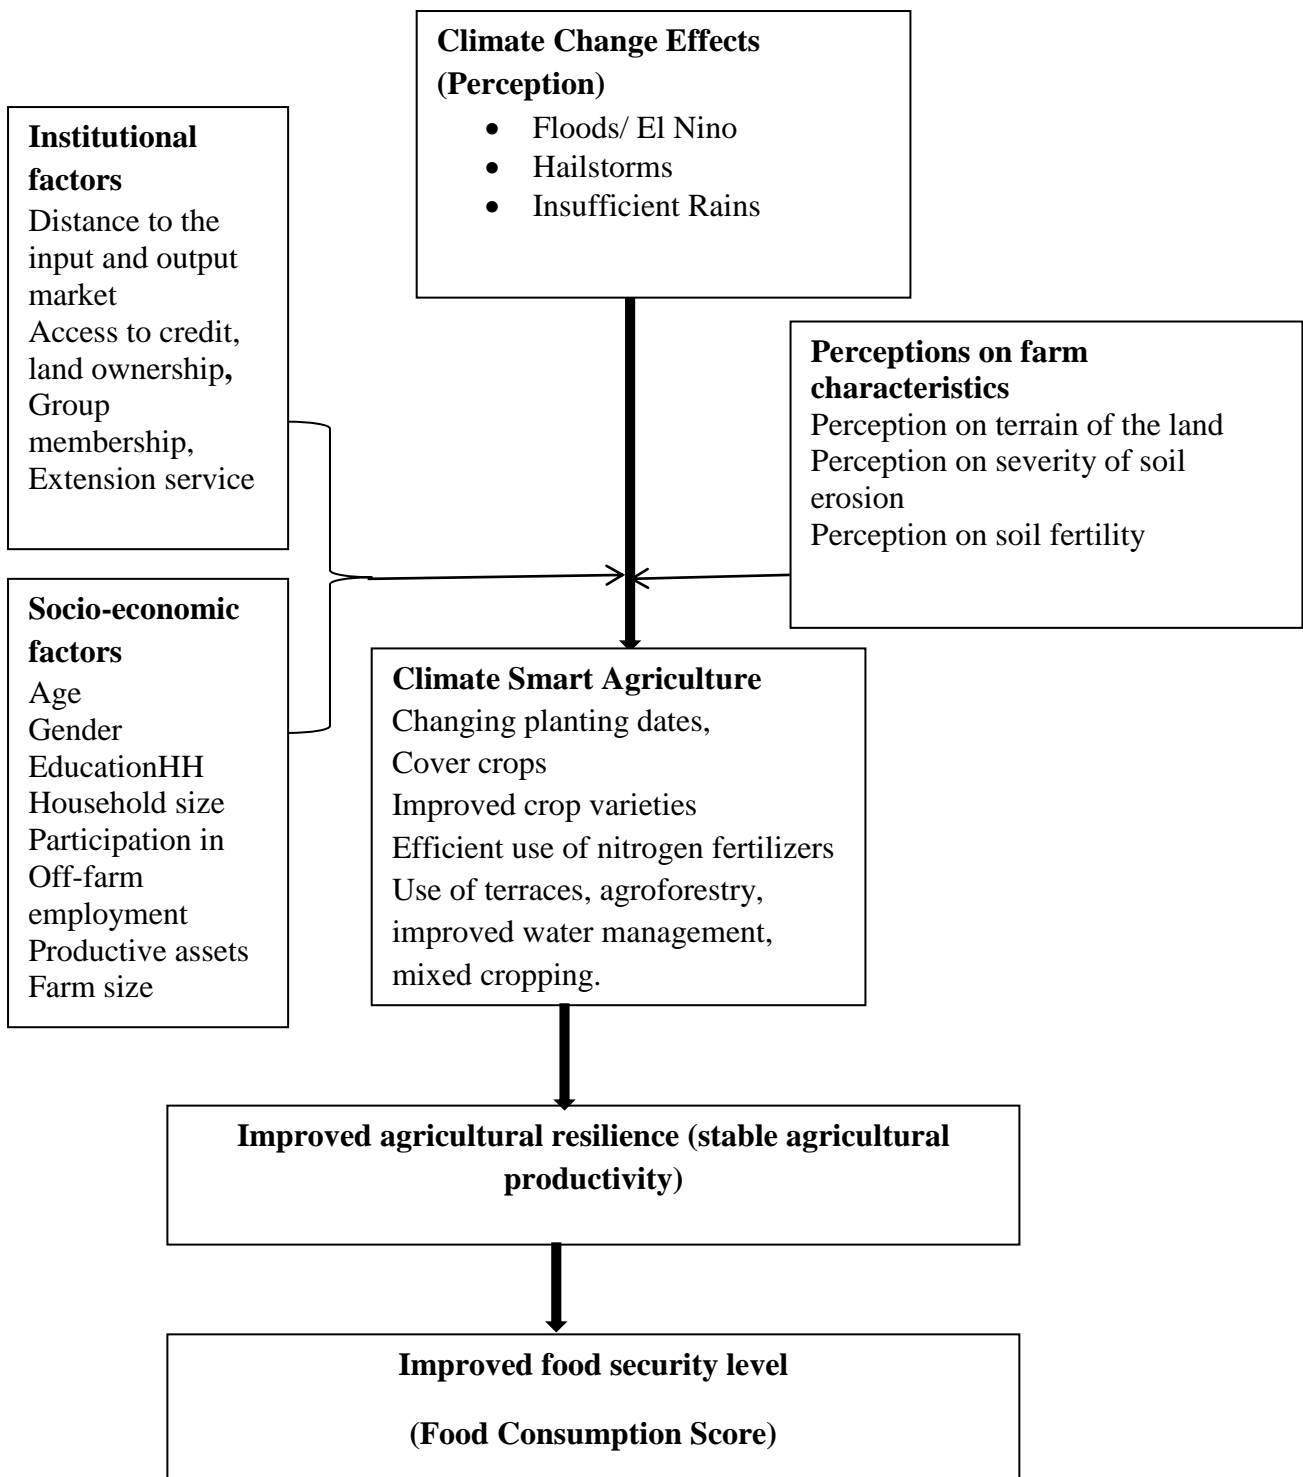 Climate Change Effects
(Perception)
• Floods/ El Nino
• Hailstorms
• Insufficient Rains
Institutional
factors
Distance to the
input and output
market
Access to credit,
land ownership,
Group
membership,
Extension service
Perceptions on farm
characteristics
Perception on terrain of the land
Perception on severity of soil
erosion
Perception on soil fertility
Socio-economic
factors
Age
Gender
EducationHH
Household size
Participation in
Off-farm
employment
Productive assets
Farm size
Climate Smart Agriculture
Changing planting dates,
Cover crops
Improved crop varieties
Efficient use of nitrogen fertilizers
Use of terraces, agroforestry,
improved water management,
mixed cropping.
Improved agricultural resilience (stable agricultural
productivity)
Improved food security level
(Food Consumption Score)